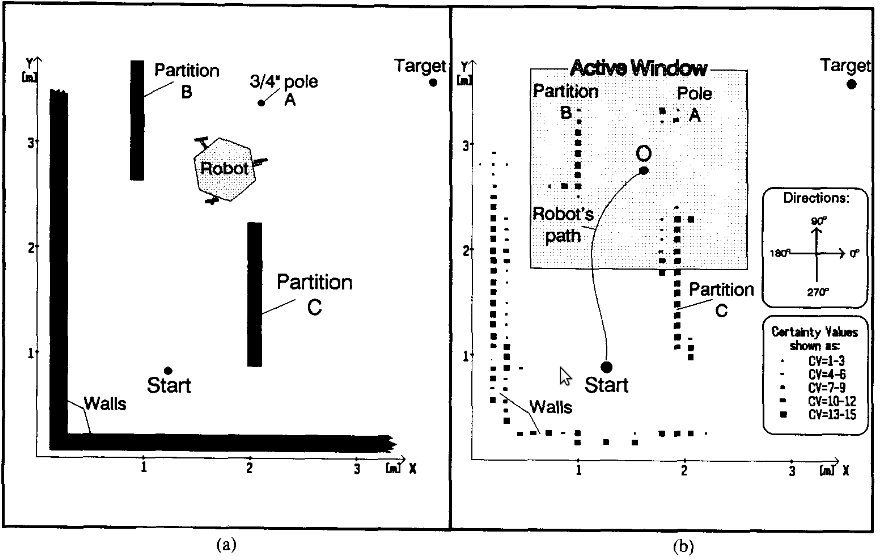 Y
[m]
Partition
B
3/4" pole
A
Target
3
Robot
2
Partition
C
1
Start
Walls
1
2
3
[m] X
(a)
Y
[m]
Active Window
Target
Partition
B
Pole
A
3
O
Robot's
path
2
Directions:
90°
180°
0°
270°
Partition
C
1
Start
Walls
Certainty Values
shown as:
CV=1-3
CV=4-6
CV=7-9
CV=10-12
CV=13-15
1
2
3
[m] X
(b)